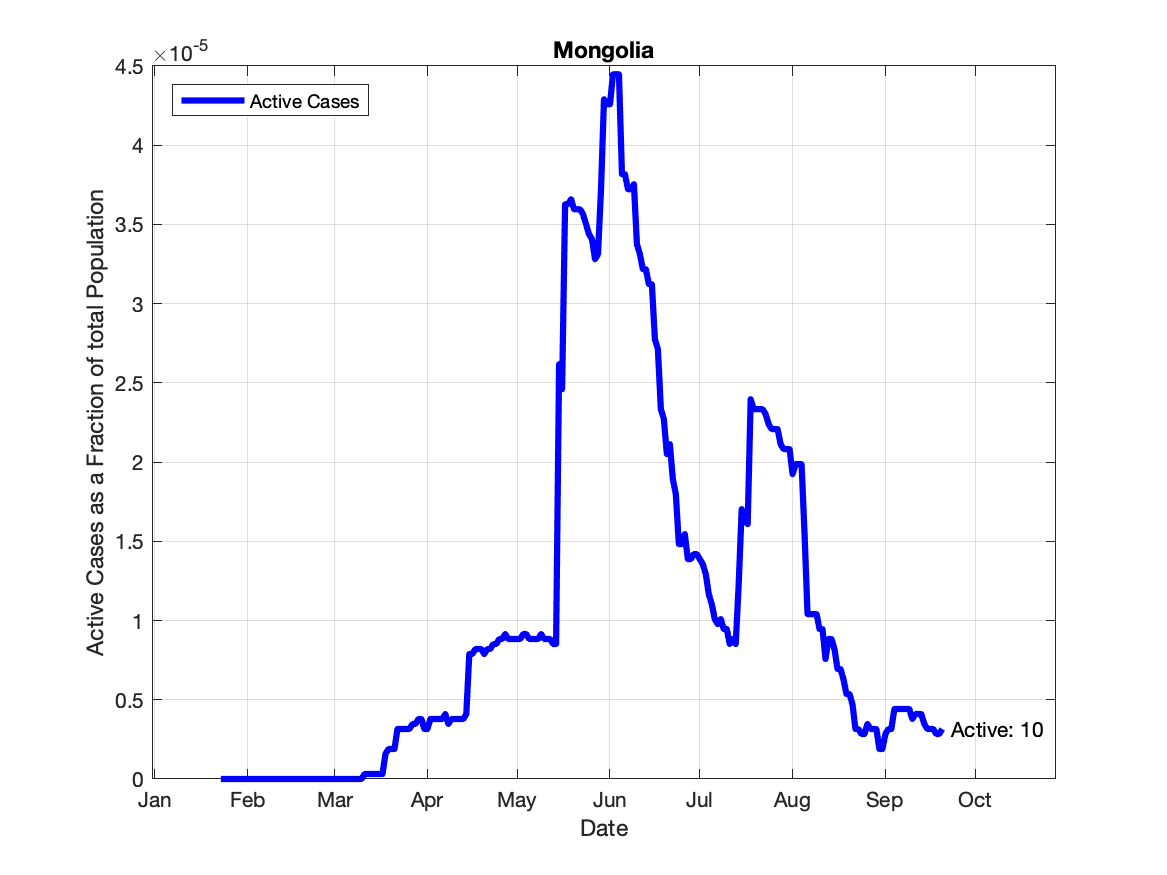 Mongolia
×10-5
4.5
4
3.5
3
2.5
2
1.5
1
0.5
0
Active Cases as a Fraction of total Population
Active Cases
Active: 10
Jan Feb Mar Apr May Jun Jul Aug Sep Oct
Date